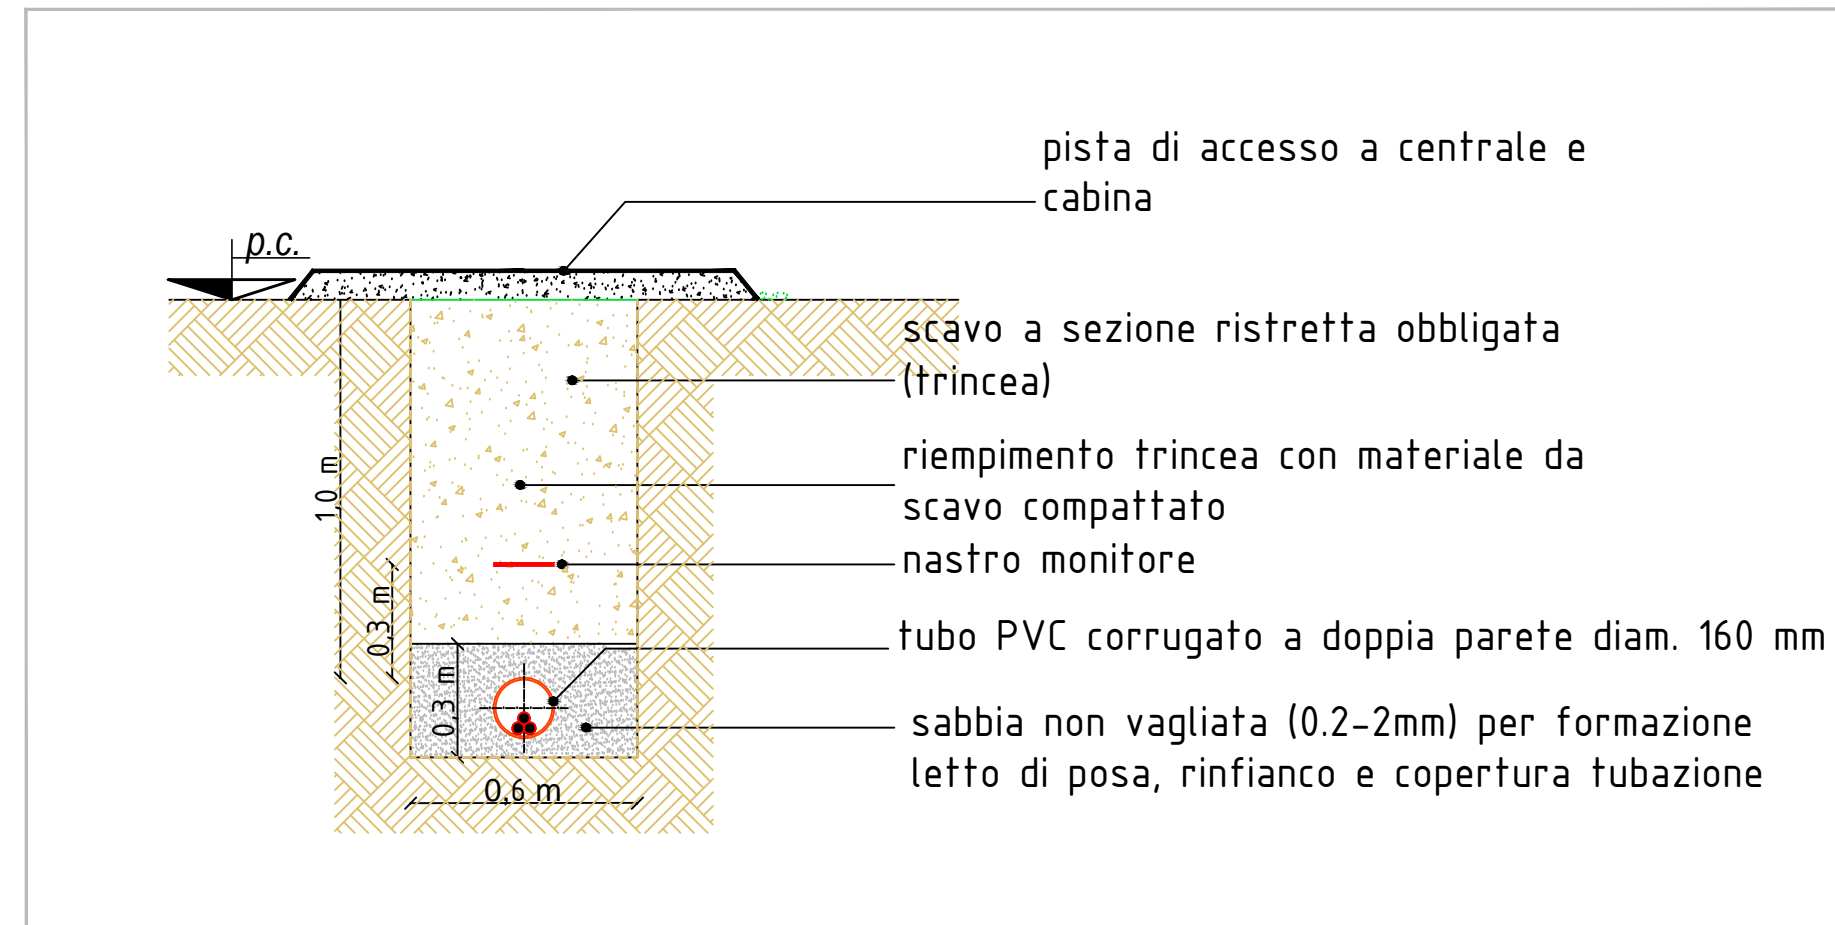 pista di accesso a centrale e
cabina
p.c.
scavo a sezione ristretta obbligata
(trincea)
1,0 m
riempimento trincea con materiale da
scavo compattato
nastro monitore
0,3 m
tubo PVC corrugato a doppia parete diam. 160 mm
0,3 m
sabbia non vagliata (0.2-2mm) per formazione
letto di posa, rinfianco e copertura tubazione
0,6 m